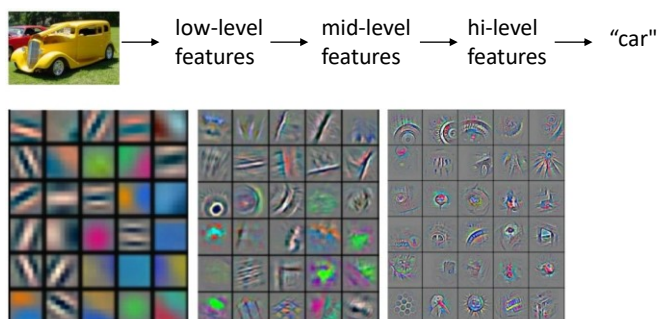 low-level features
mid-level features
hi-level features
“car"